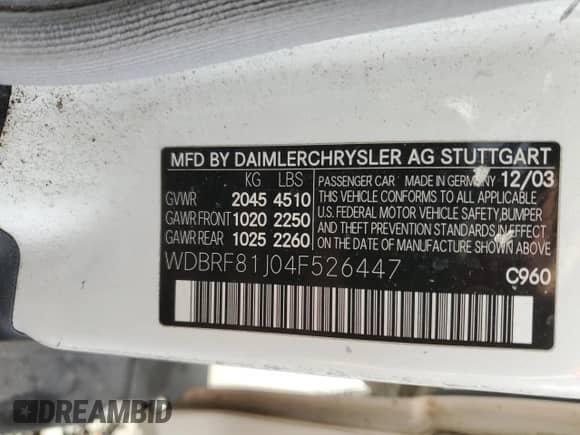 MFD BY DAIMLERCHRYSLER AG STUTTGART
KG LBS
GVWR 2045 4510
GAWR FRONT 1020 2250
GAWR REAR 1025 2260
PASSENGER CAR MADE IN GERMANY 12/03
THIS VEHICLE CONFORMS TO ALL APPLICABLE
U.S. FEDERAL MOTOR VEHICLE SAFETY, BUMPER
AND THEFT PREVENTION STANDARDS IN EFFECT
ON THE DATE OF MANUFACTURE SHOWN ABOVE.
WDBRF81J04F526447
C960
DREAMBID